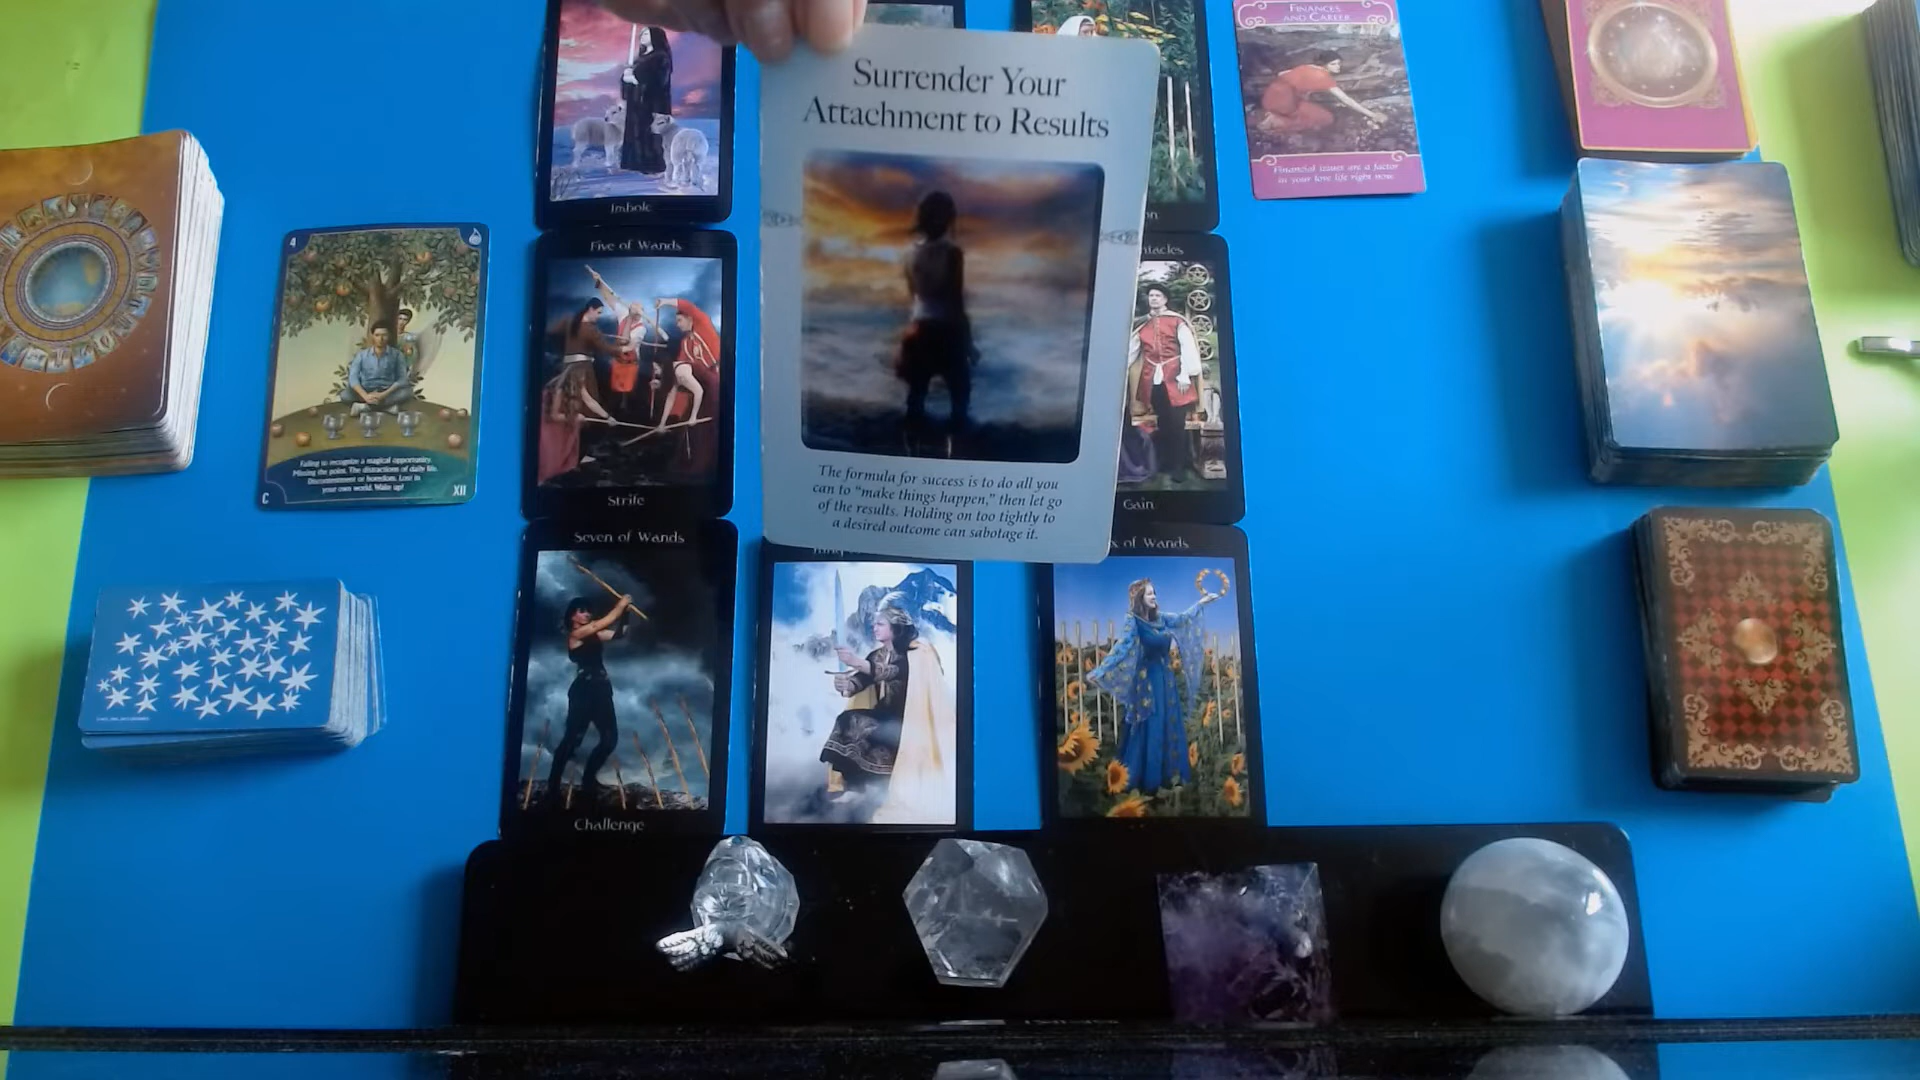 Surrender Your
Attachment to Results
The formula for success is to do all you
can to "make things happen," then let go
of the results. Holding on too tightly to
a desired outcome can sabotage it.
Finances
and Career
Financial issues are a factor
in your love life right now.
Imbolc
4
Failing to recognize a magical opportunity.
Missing the point. The distractions of daily life.
Discontentment or boredom. Lost in
your own world. Wake up!
C
XII
Five of Wands
Strife
Gain
Seven of Wands
Challenge
of Wands